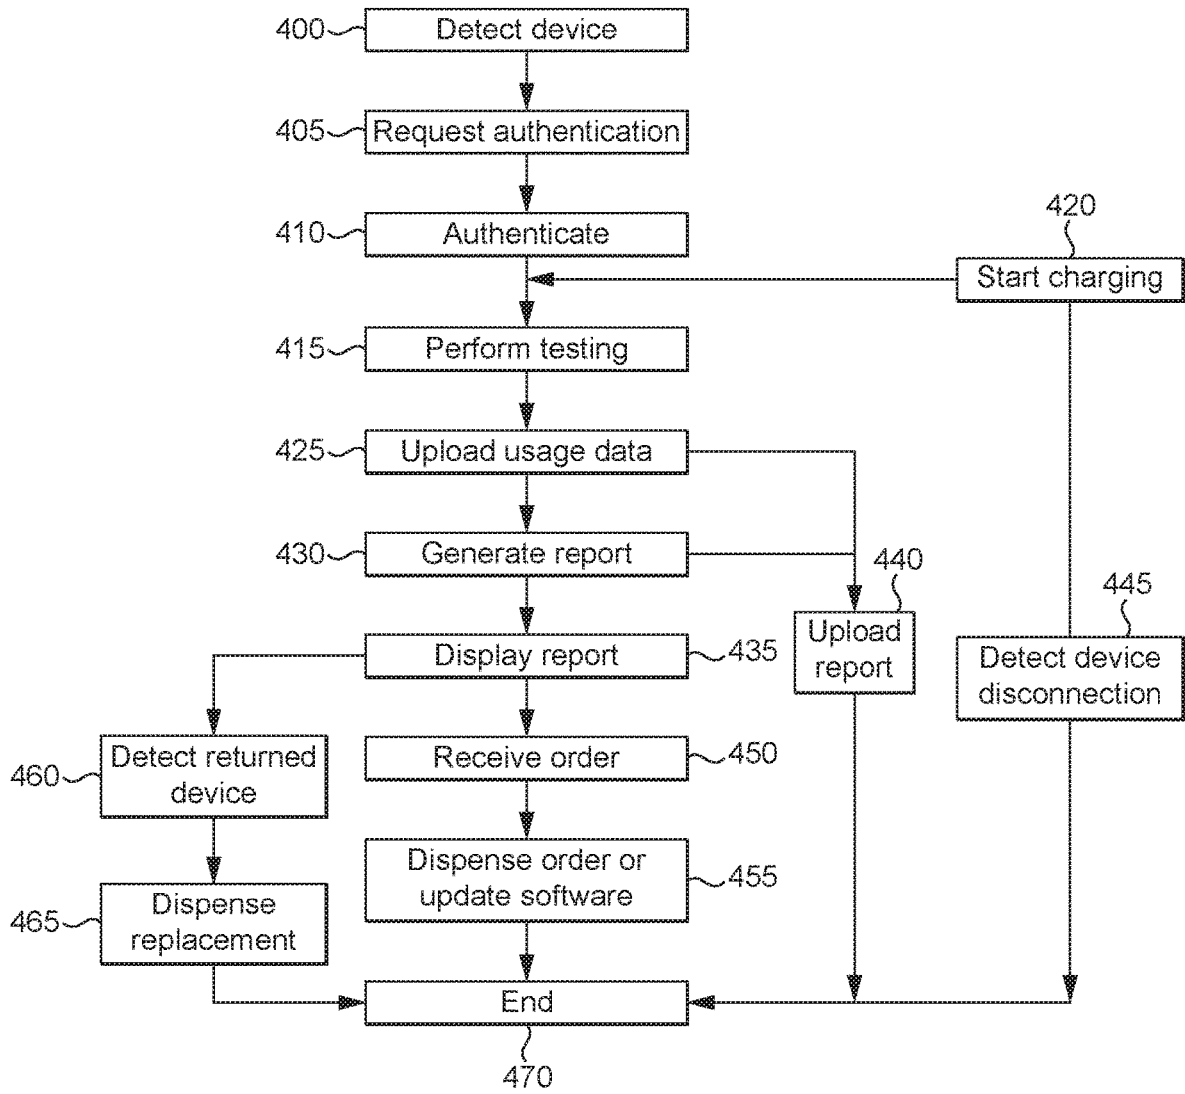 400
Detect device
405
Request authentication
410
Authenticate
420
Start charging
415
Perform testing
425
Upload usage data
430
Generate report
440
Upload
report
445
Detect device
disconnection
Display report
435
460
Detect returned
device
Receive order
450
Dispense order or
update software
455
465
Dispense
replacement
End
470